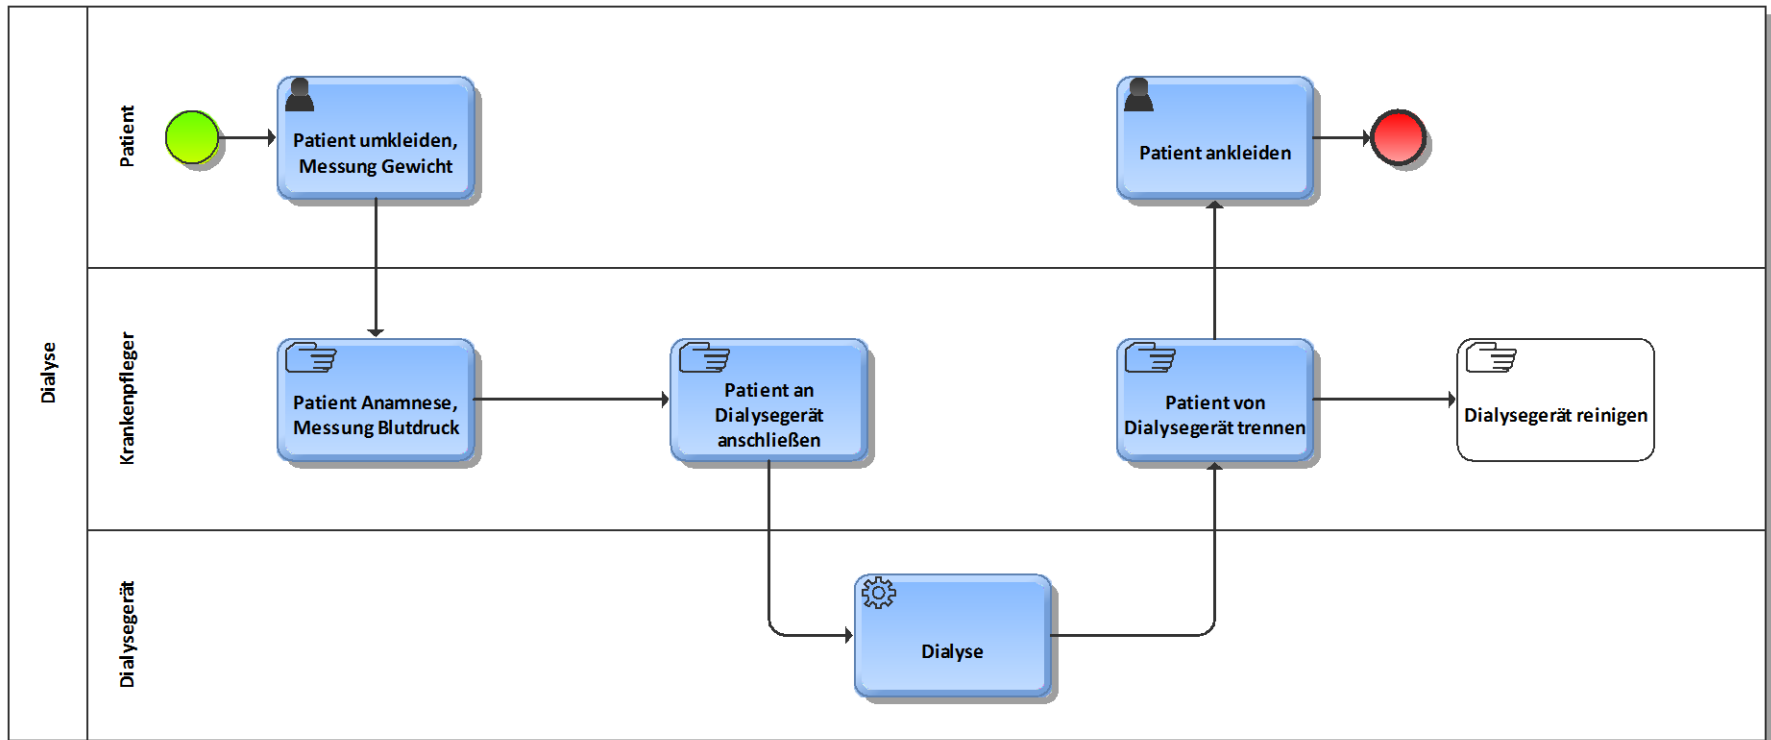 Dialyse
Patient
Patient umkleiden,
Messung Gewicht
Patient ankleiden
Krankenpfleger
Patient Anamnese,
Messung Blutdruck
Patient an
Dialysegerät
anschließen
Patient von
Dialysegerät trennen
Dialysegerät reinigen
Dialysegerät
Dialyse